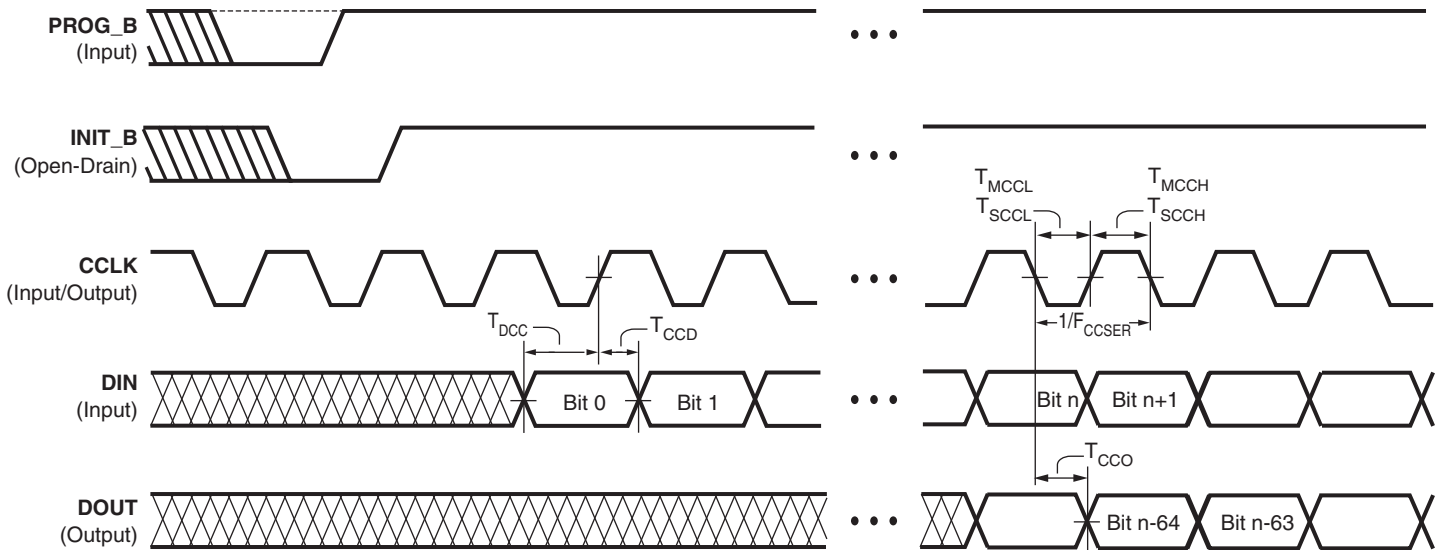 PROG_B
(Input)
INIT_B
(Open-Drain)
T_MCCL
T_SCCL
T_MCCH
T_SCCH
CCLK
(Input/Output)
1/F_CCSER
T_DCC
T_CCD
DIN
(Input)
Bit 0
Bit 1
Bit n
Bit n+1
T_CCO
DOUT
(Output)
Bit n-64
Bit n-63